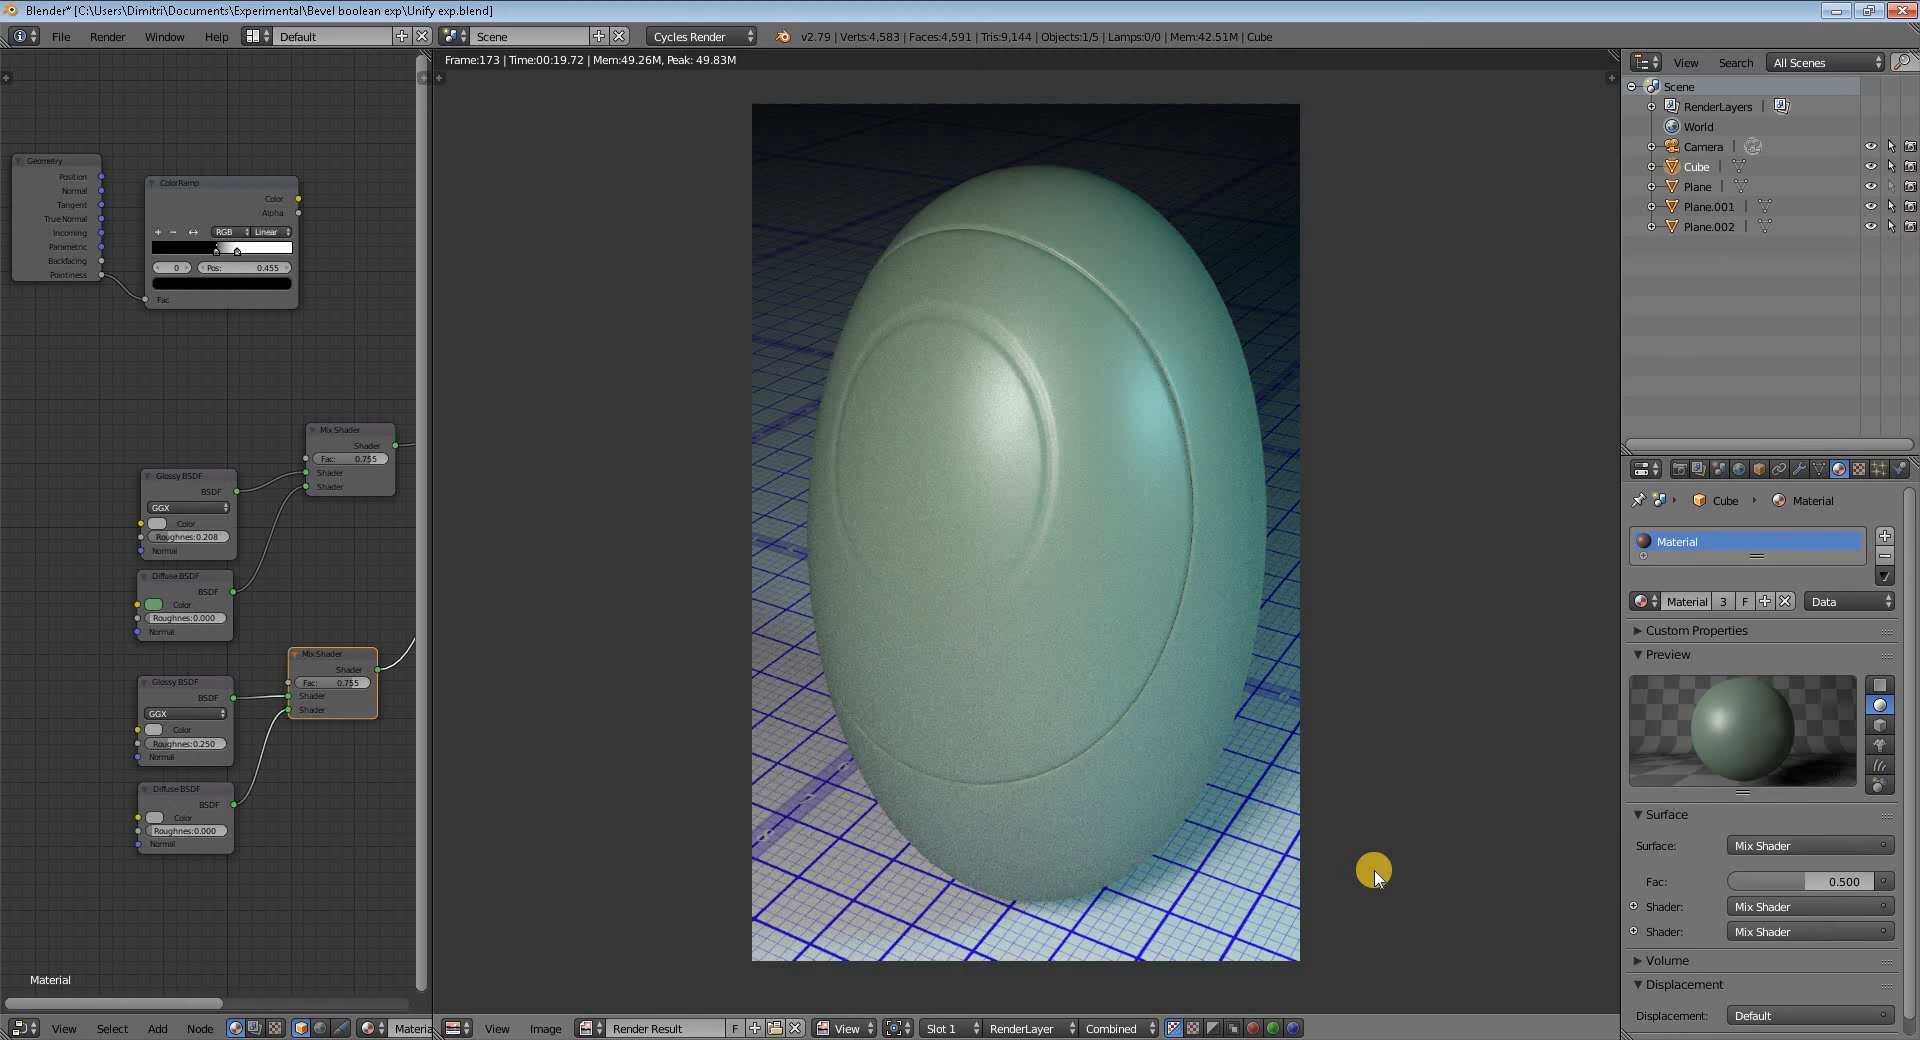 Blender* [C:\Users\Dimitri\Documents\Experimental\Bevel boolean exp\Unify exp.blend]
File Render Window Help Default Scene Cycles Render v2.79 | Verts:4,583 | Faces:4,591 | Tris:9,144 | Objects:1/5 | Lamps:0/0 | Mem:42.51M | Cube
Frame:173 | Time:00:19.72 | Mem:49.26M, Peak: 49.83M
View Search All Scenes
Scene
RenderLayers |
World
Camera |
Cube |
Plane |
Plane.001 |
Plane.002 |
Geometry
Position
Normal
Tangent
True Normal
Incoming
Parametric
Backfacing
Pointiness
ColorRamp
Color
Alpha
+ − RGB Linear
0 Pos: 0.455
Fac
Mix Shader
Shader
Fac: 0.755
Shader
Shader
Glossy BSDF
BSDF
GGX
Color
Roughnes:0.208
Normal
Diffuse BSDF
BSDF
Color
Roughnes:0.000
Normal
Mix Shader
Shader
Fac: 0.755
Shader
Shader
Glossy BSDF
BSDF
GGX
Color
Roughnes:0.250
Normal
Diffuse BSDF
BSDF
Color
Roughnes:0.000
Normal
Material
Cube Material
Material
Material 3 F Data
Custom Properties
Preview
Surface
Surface: Mix Shader
Fac: 0.500
Shader: Mix Shader
Shader: Mix Shader
Volume
Displacement
Displacement: Default
View Select Add Node Materia
View Image Render Result F View Slot 1 RenderLayer Combined